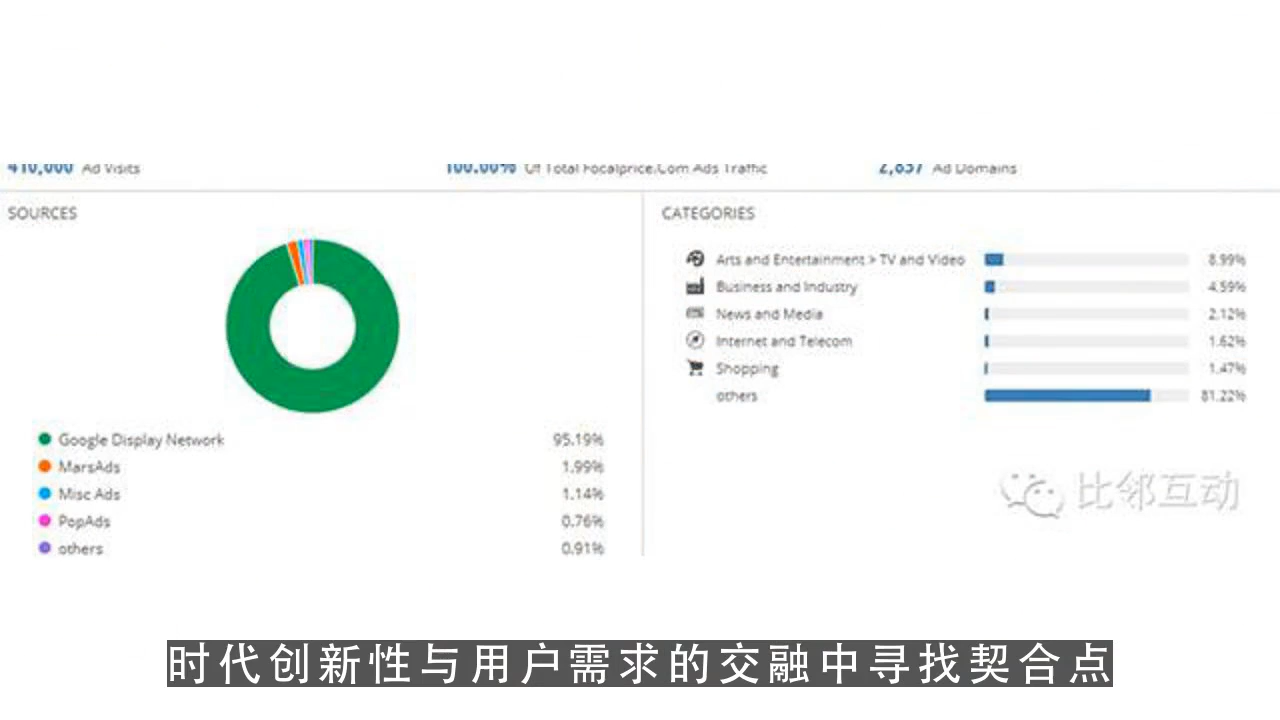 410,000 Ad Visits 100.00% Of Total Focalprice.Com Ads Traffic 2,837 Ad Domains
SOURCES
Google Display Network 95.19%
MarsAds 1.99%
Misc Ads 1.14%
PopAds 0.76%
others 0.91%
CATEGORIES
Arts and Entertainment > TV and Video 8.99%
Business and Industry 4.59%
News and Media 2.12%
Internet and Telecom 1.62%
Shopping 1.47%
others 81.22%
比邻互动
时代创新性与用户需求的交融中寻找契合点